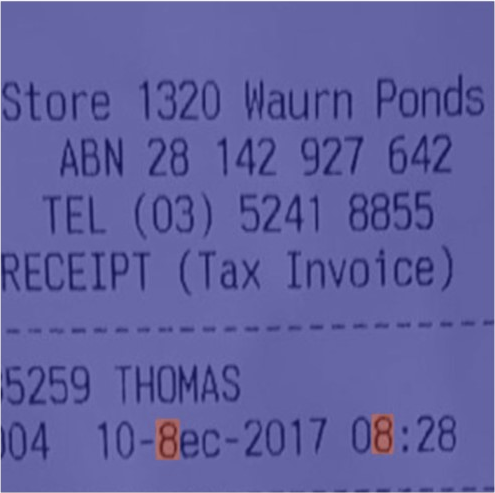 Store 1320 Waurn Ponds
ABN 28 142 927 642
TEL (03) 5241 8855
RECEIPT (Tax Invoice)
5259 THOMAS
04 10-8ec-2017 08:28